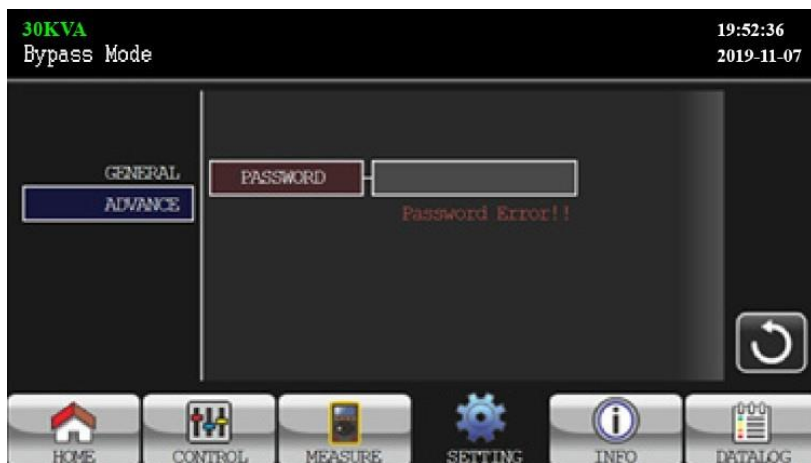 30KVA
19:52:36
Bypass Mode
2019-11-07
GENERAL
PASSWORD
ADVANCE
Password Error!!
HOME
CONTROL
MEASURE
SETTING
INFO
DATALOG